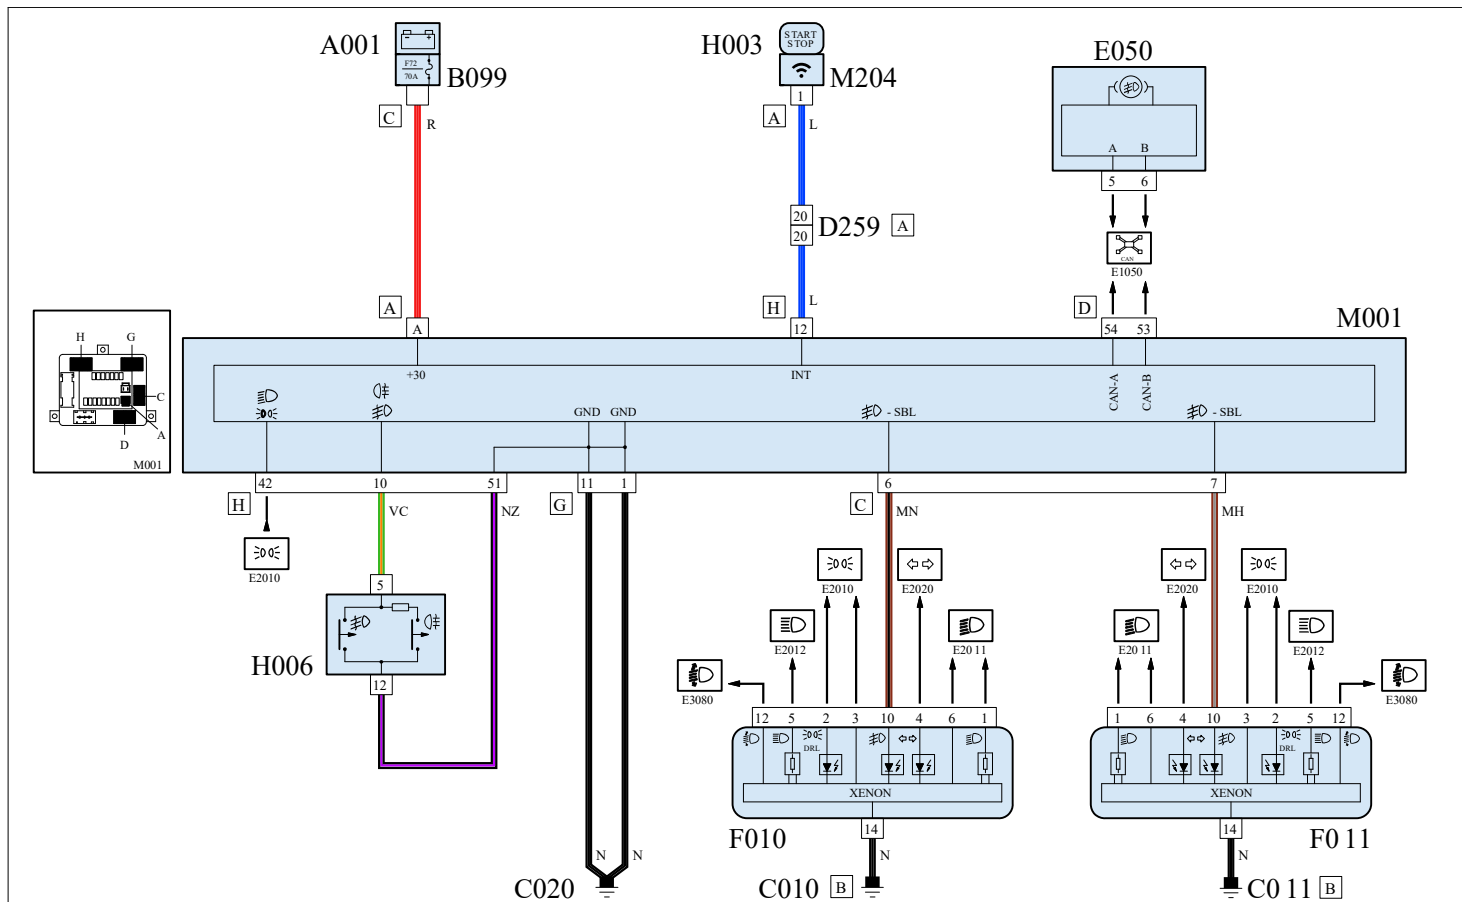 A001
F72
70A
B099
C
R
H003
START
STOP
M204
1
A
L
E050
A B
5 6
20
20
D259 A
CAN
E1050
A
A
H
L
12
D
54 53
M001
H G
C
A
D
M001
+30
INT
CAN-A
CAN-B
GND GND
- SBL
- SBL
H
42 10 51
VC
NZ
G
11 1
C
6 7
MN
MH
E2010
5
H006
12
E2010
E2020
E2012
E20 11
E3080
E2020
E2010
E20 11
E2012
E3080
12 5 2 3 10 4 6 1
DRL
XENON
14
F010
1 6 4 10 3 2 5 12
DRL
XENON
14
F0 11
N N
C020
N
C010 B
N
C0 11 B